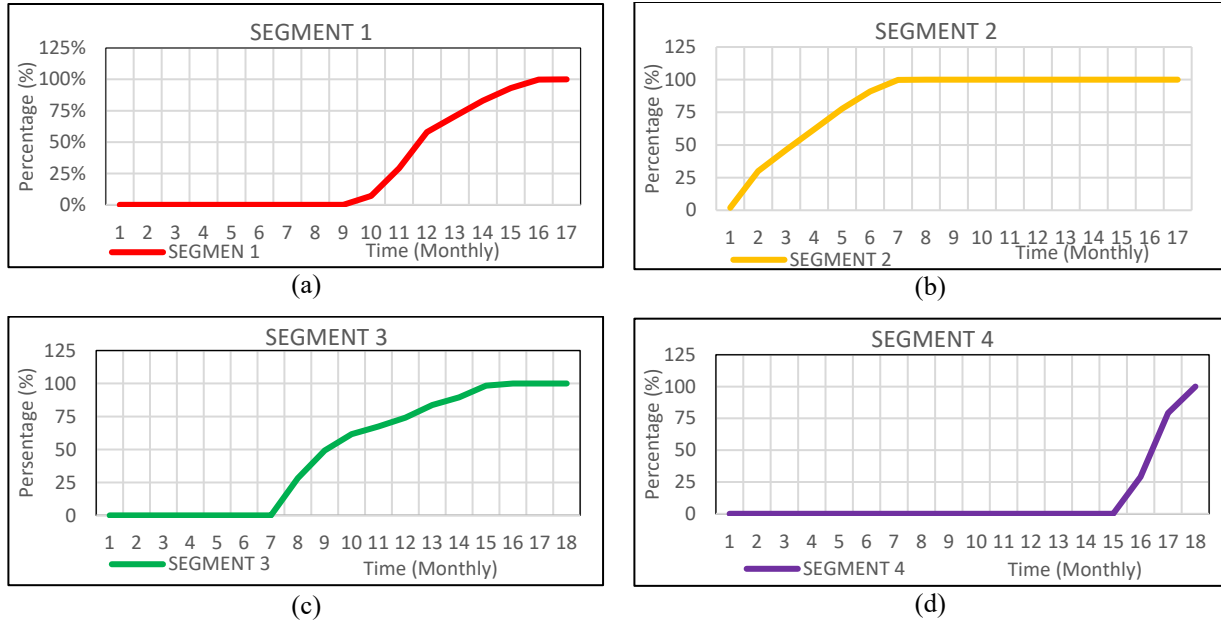 SEGMENT 1
125%
100%
75%
50%
25%
0%
Percentage (%)
1 2 3 4 5 6 7 8 9 10 11 12 13 14 15 16 17
SEGMEN 1
Time (Monthly)
(a)
SEGMENT 2
125
100
75
50
25
0
Percentage (%)
1 2 3 4 5 6 7 8 9 10 11 12 13 14 15 16 17
SEGMENT 2
Time (Monthly)
(b)
SEGMENT 3
125
100
75
50
25
0
Persentage (%)
1 2 3 4 5 6 7 8 9 10 11 12 13 14 15 16 17 18
SEGMENT 3
Time (Monthly)
(c)
SEGMENT 4
125
100
75
50
25
0
Percentage (%)
1 2 3 4 5 6 7 8 9 10 11 12 13 14 15 16 17 18
SEGMENT 4
Time (Monthly)
(d)